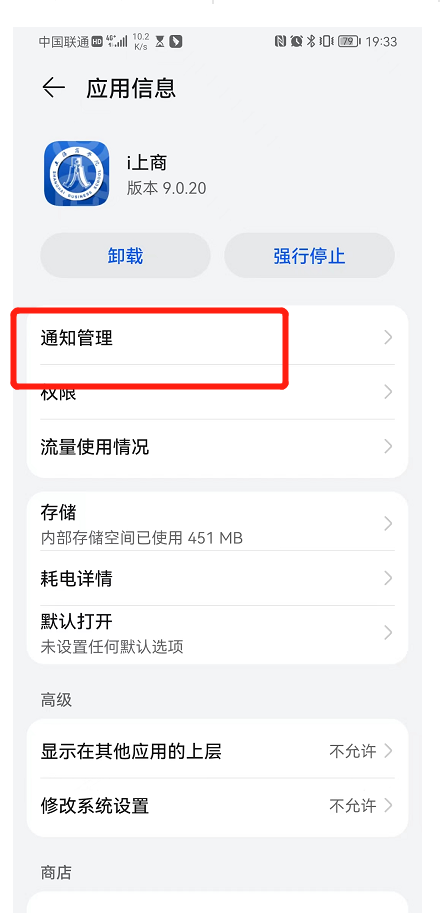 中国联通 HD 4G 10.2 K/s 79 19:33
应用信息
i上商
版本 9.0.20
卸载
强行停止
通知管理
权限
流量使用情况
存储
内部存储空间已使用 451 MB
耗电详情
默认打开
未设置任何默认选项
高级
显示在其他应用的上层
不允许
修改系统设置
不允许
商店